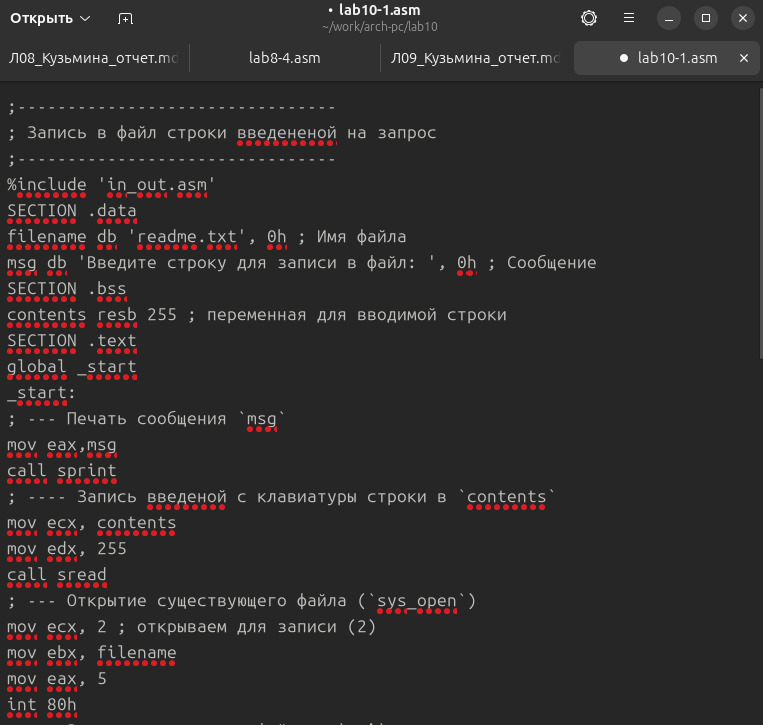 Открыть
• lab10-1.asm
~/work/arch-pc/lab10
Л08_Кузьмина_отчет.md
lab8-4.asm
Л09_Кузьмина_отчет.md
lab10-1.asm
;--------------------------------
; Запись в файл строки введененой на запрос
;--------------------------------
%include 'in_out.asm'
SECTION .data
filename db 'readme.txt', 0h ; Имя файла
msg db 'Введите строку для записи в файл: ', 0h ; Сообщение
SECTION .bss
contents resb 255 ; переменная для вводимой строки
SECTION .text
global _start
_start:
; --- Печать сообщения `msg`
mov eax,msg
call sprint
; ---- Запись введеной с клавиатуры строки в `contents`
mov ecx, contents
mov edx, 255
call sread
; --- Открытие существующего файла (`sys_open`)
mov ecx, 2 ; открываем для записи (2)
mov ebx, filename
mov eax, 5
int 80h